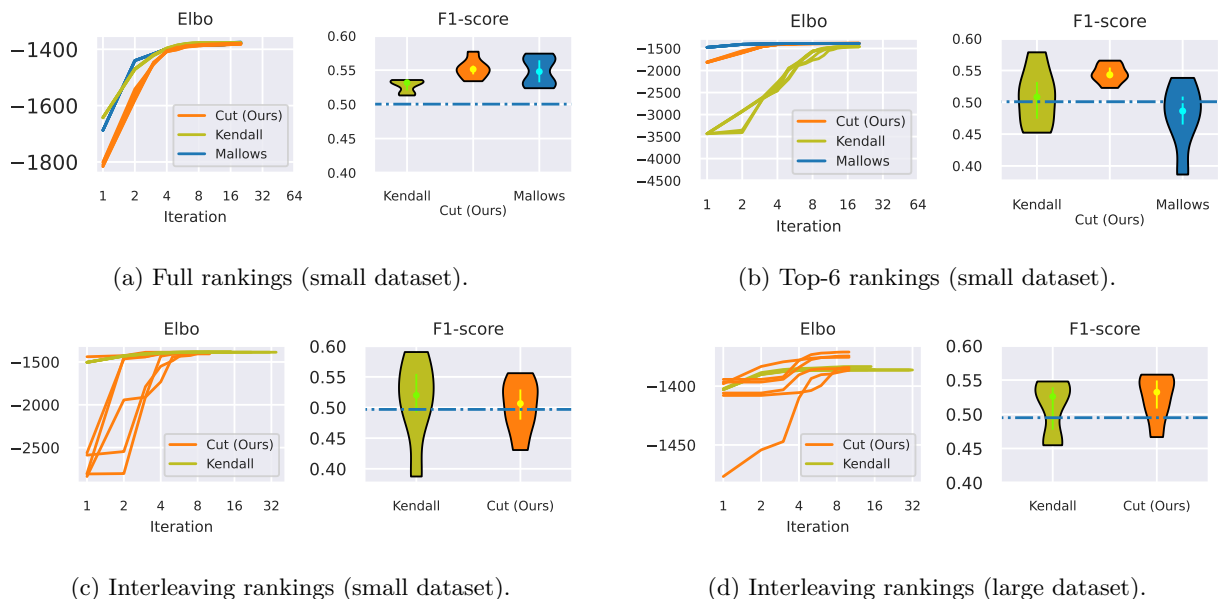 Elbo
−1400
−1600
−1800
Cut (Ours)
Kendall
Mallows
1 2 4 8 16 32 64
Iteration
F1-score
0.60
0.55
0.50
0.45
0.40
Kendall Mallows
Cut (Ours)
(a) Full rankings (small dataset).
Elbo
−1500
−2000
−2500
−3000
−3500
−4000
−4500
Cut (Ours)
Kendall
Mallows
1 2 4 8 16 32 64
Iteration
F1-score
0.60
0.55
0.50
0.45
0.40
Kendall Mallows
Cut (Ours)
(b) Top-6 rankings (small dataset).
Elbo
−1500
−2000
−2500
Cut (Ours)
Kendall
1 2 4 8 16 32
Iteration
F1-score
0.60
0.55
0.50
0.45
0.40
Kendall Cut (Ours)
(c) Interleaving rankings (small dataset).
Elbo
−1400
−1450
Cut (Ours)
Kendall
1 2 4 8 16 32
Iteration
F1-score
0.60
0.55
0.50
0.45
0.40
Kendall Cut (Ours)
(d) Interleaving rankings (large dataset).